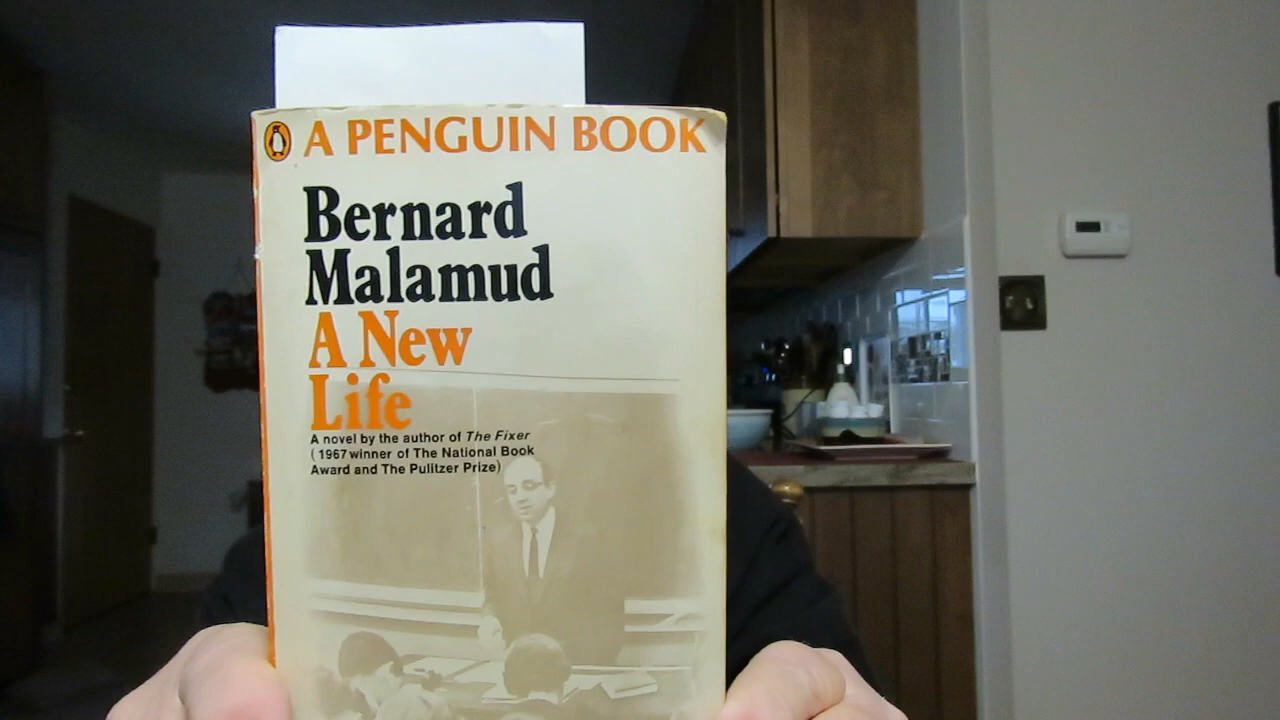 A PENGUIN BOOK
Bernard
Malamud
A New
Life
A novel by the author of The Fixer
(1967 winner of The National Book
Award and The Pulitzer Prize)